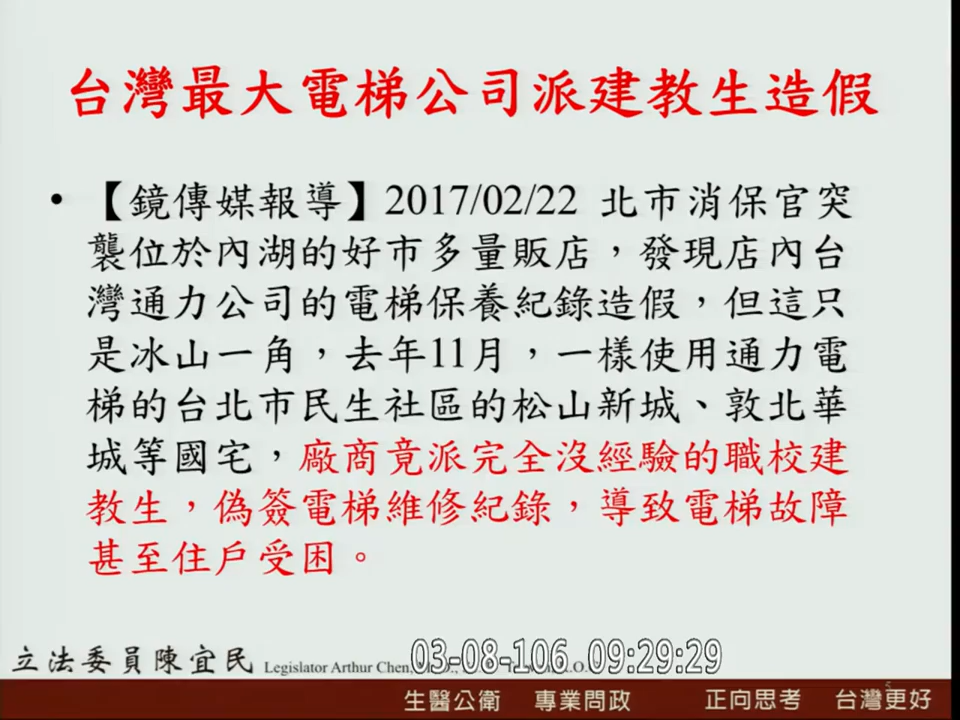 台灣最大電梯公司派建教生造假
• 【鏡傳媒報導】2017/02/22 北市消保官突
襲位於內湖的好市多量販店，發現店內台
灣通力公司的電梯保養紀錄造假，但這只
是冰山一角，去年11月，一樣使用通力電
梯的台北市民生社區的松山新城、敦北華
城等國宅，廠商竟派完全沒經驗的職校建
教生，偽簽電梯維修紀錄，導致電梯故障
甚至住戶受困。
立法委員陳宜民 Legislator Arthur Chen,
03-08-106 09:29:29
5
生醫公衛 專業問政 正向思考 台灣更好